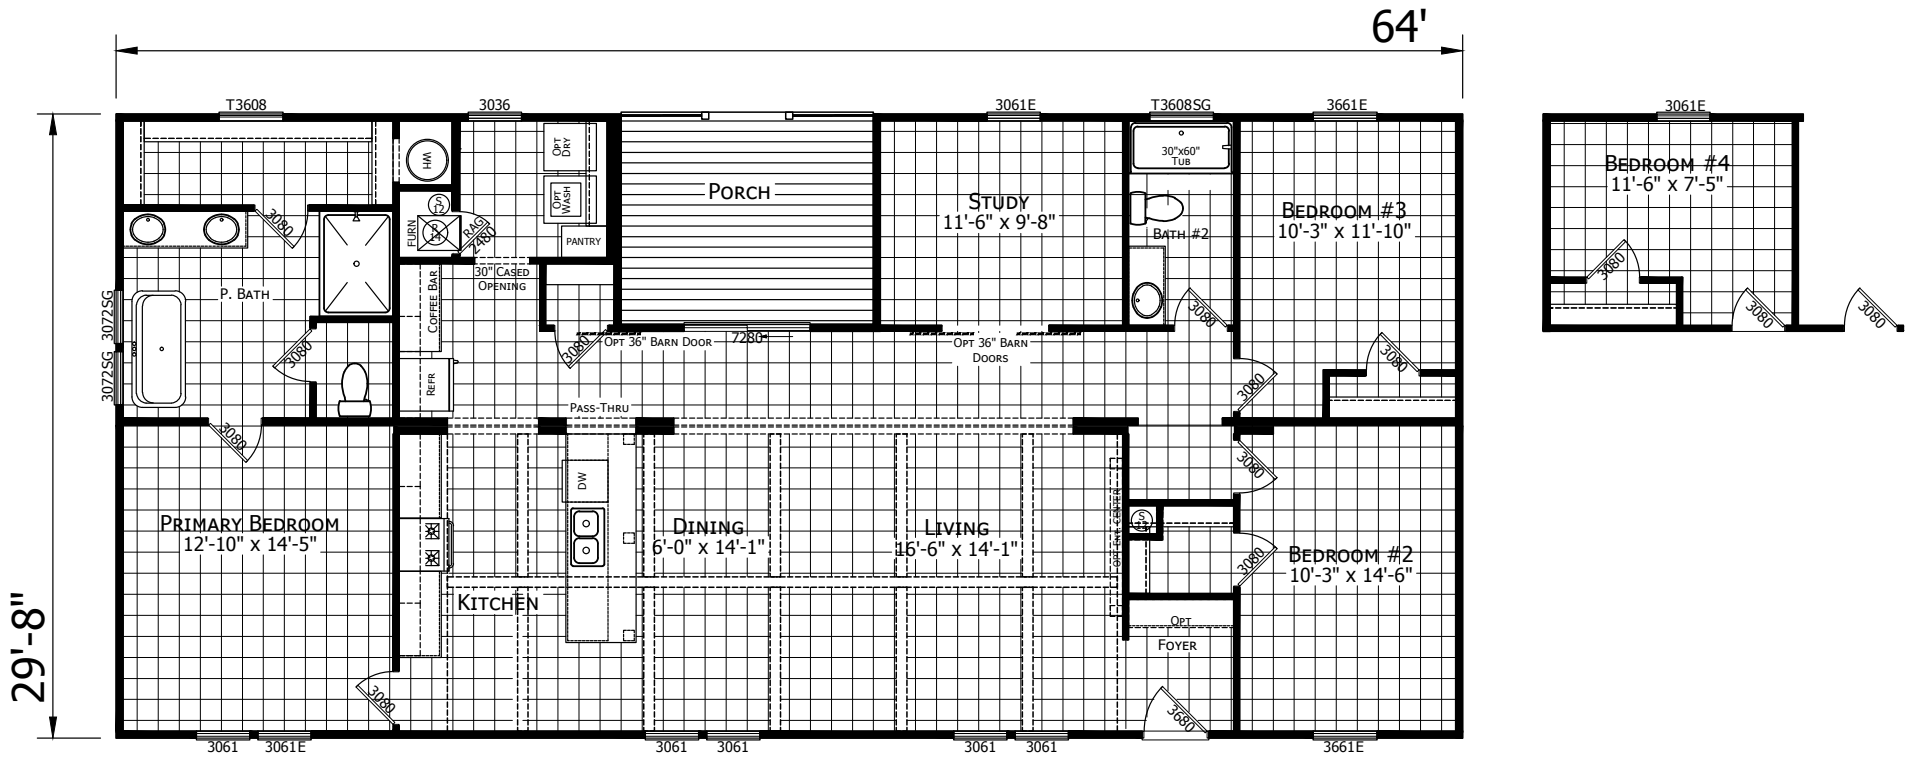 64'
29'-8"
T3608
3036
3061E
T3608SG
3661E
3061E
WH
OPT
DRY
OPT
WASH
PANTRY
S
12
FURN
RAG
2480
30" CASED
OPENING
COFFEE BAR
REFR
3080
P. BATH
3072SG
3072SG
3080
3080
PORCH
STUDY
11'-6" x 9'-8"
30"x60"
TUB
BATH #2
3080
BEDROOM #3
10'-3" x 11'-10"
BEDROOM #4
11'-6" x 7'-5"
3080
3080
3080
3080
OPT 36" BARN DOOR
7280
OPT 36" BARN
DOORS
3080
3080
PASS-THRU
3080
DW
PRIMARY BEDROOM
12'-10" x 14'-5"
DINING
6'-0" x 14'-1"
LIVING
16'-6" x 14'-1"
OPT ENT. CENTER
S
12
3080
BEDROOM #2
10'-3" x 14'-6"
KITCHEN
OPT
FOYER
3080
3680
3061
3061E
3061
3061
3061
3061
3661E